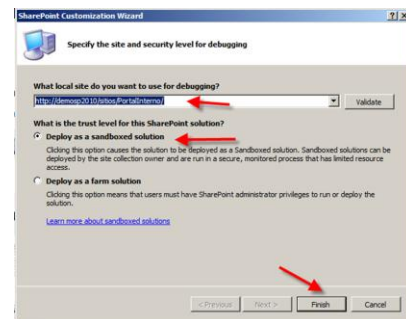 SharePoint Customization Wizard
Specify the site and security level for debugging
What local site do you want to use for debugging?
http://demosp2010/sitios/PortalInterno/
Validate
What is the trust level for this SharePoint solution?
Deploy as a sandboxed solution
Clicking this option causes the solution to be deployed as a Sandboxed solution. Sandboxed solutions can be
deployed by the site collection owner and are run in a secure, monitored process that has limited resource
access.
Deploy as a farm solution
Clicking this option means that users must have SharePoint administrator privileges to run or deploy the
solution.
Learn more about sandboxed solutions
< Previous
Next >
Finish
Cancel